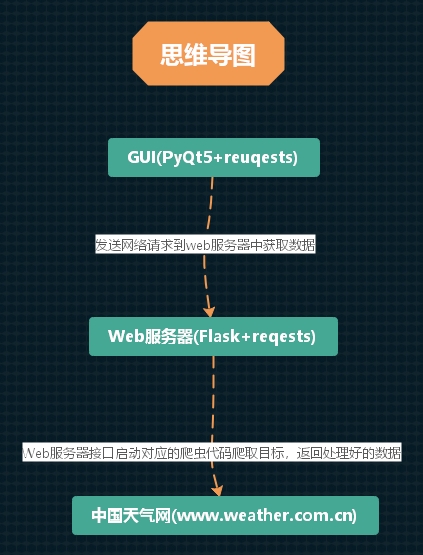 思维导图
GUI(PyQt5+reuqests)
发送网络请求到web服务器中获取数据
Web服务器(Flask+reqests)
Web服务器接口启动对应的爬虫代码爬取目标，返回处理好的数据
中国天气网(www.weather.com.cn)